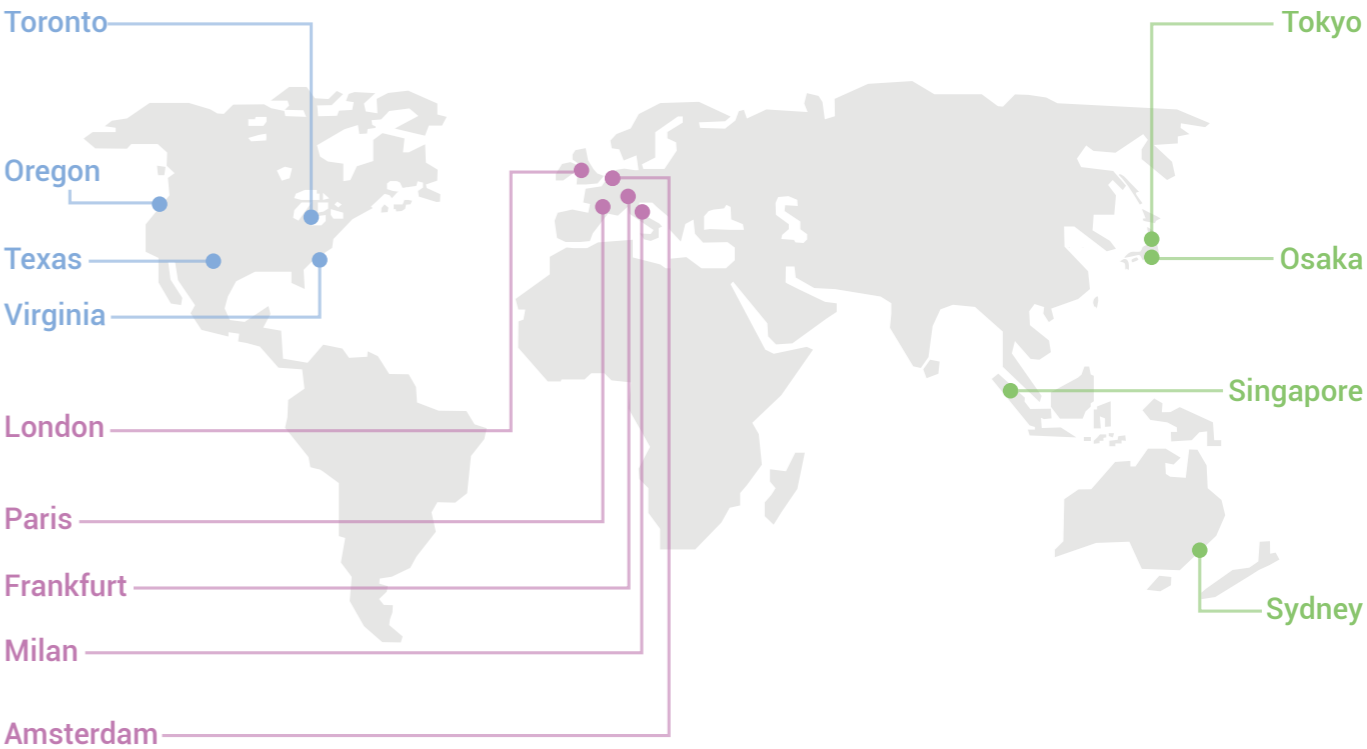 Toronto
Tokyo
Oregon
Texas
Osaka
Virginia
Singapore
London
Paris
Frankfurt
Sydney
Milan
Amsterdam